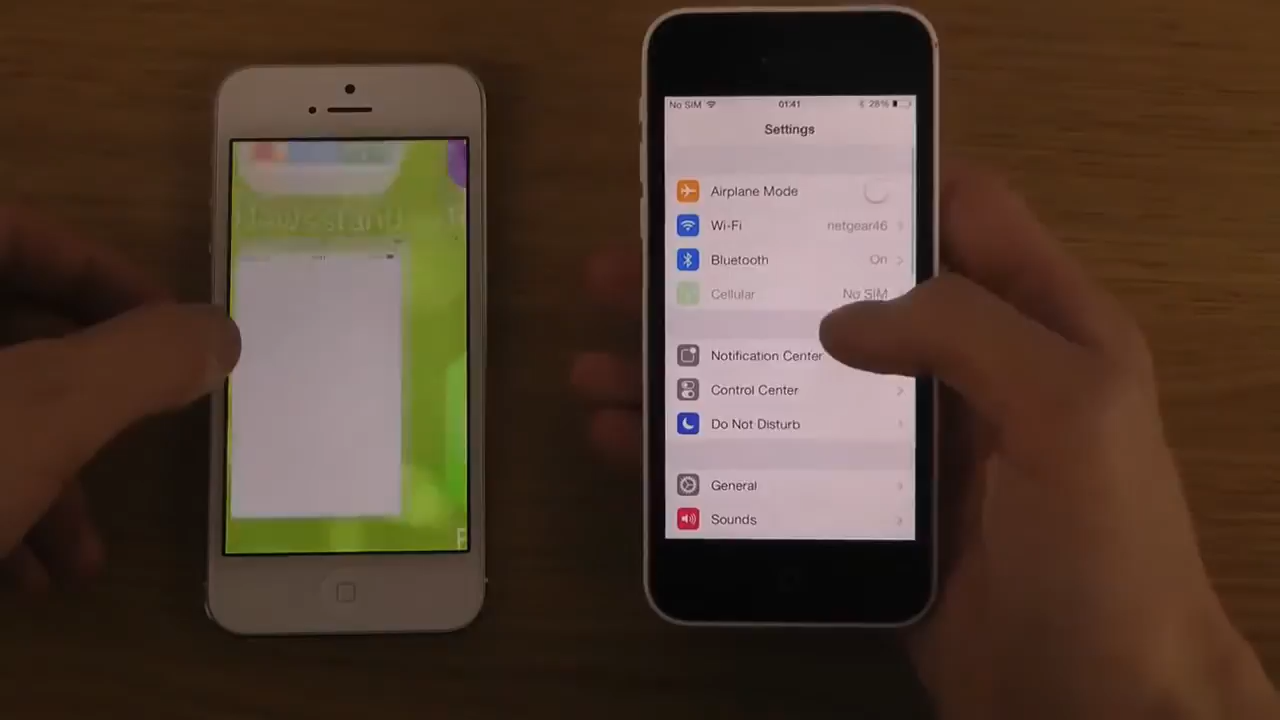 No SIM 01:41 28%
Settings
Airplane Mode
Wi-Fi netgear46
Bluetooth On
Cellular No SIM
Notification Center
Control Center
Do Not Disturb
General
Sounds